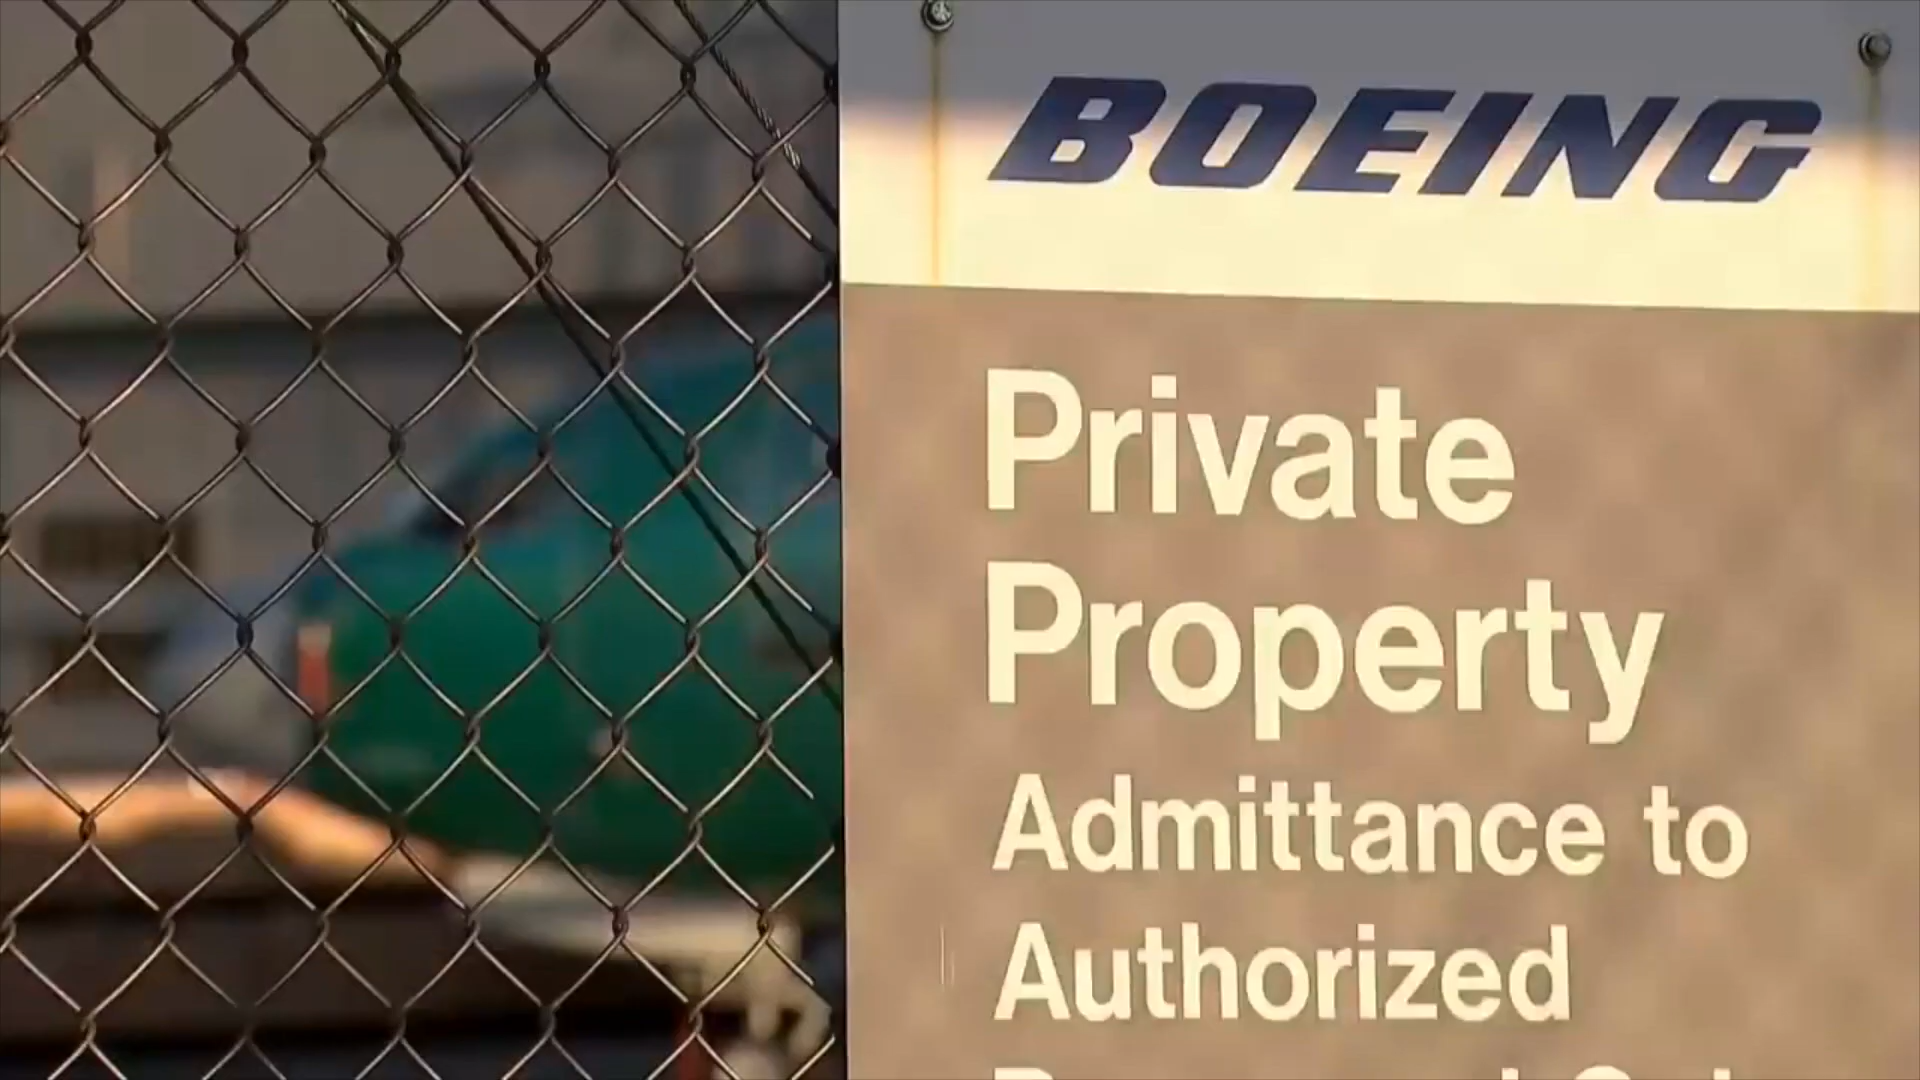 BOEING
Private
Property
Admittance to
Authorized